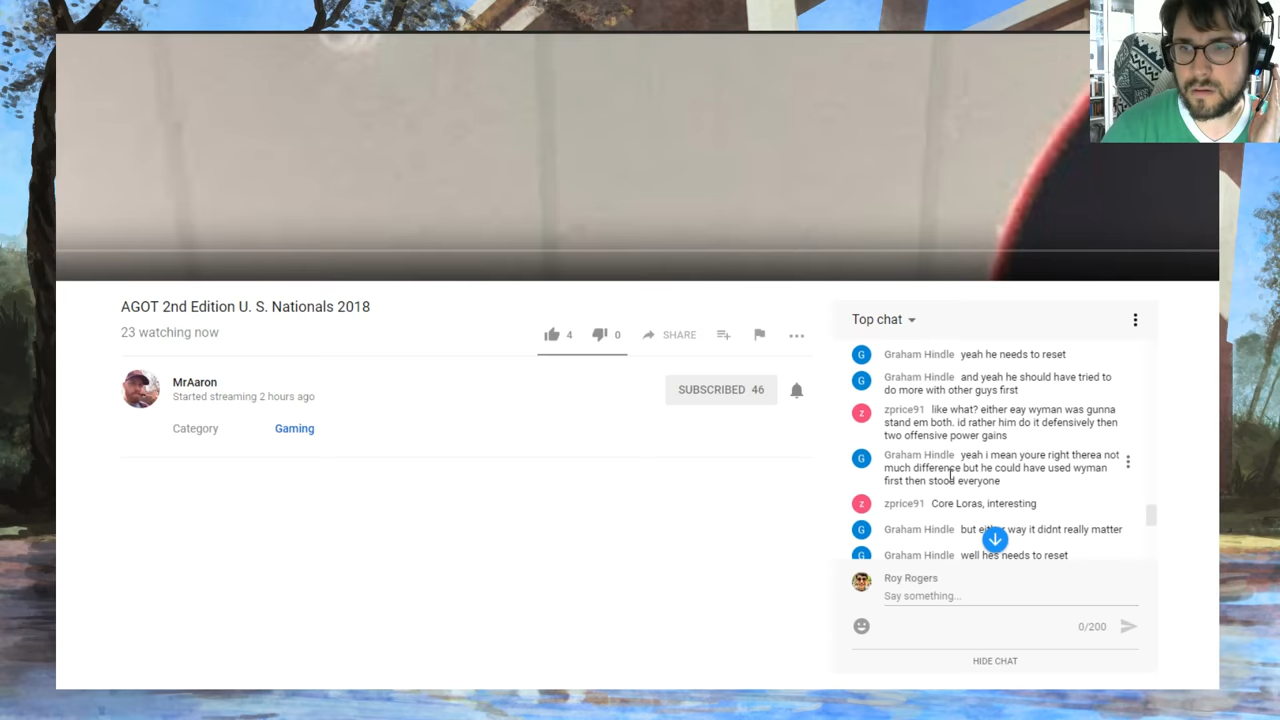 AGOT 2nd Edition U. S. Nationals 2018
23 watching now
4
0
SHARE
MrAaron
Started streaming 2 hours ago
SUBSCRIBED 46
Category
Gaming
Top chat
G
Graham Hindle yeah he needs to reset
G
Graham Hindle and yeah he should have tried to
do more with other guys first
z
zprice91 like what? either eay wyman was gunna
stand em both. id rather him do it defensively then
two offensive power gains
G
Graham Hindle yeah i mean youre right therea not
much difference but he could have used wyman
first then stood everyone
z
zprice91 Core Loras, interesting
G
Graham Hindle but either way it didnt really matter
G
Graham Hindle well hes needs to reset
Roy Rogers
Say something...
0/200
HIDE CHAT